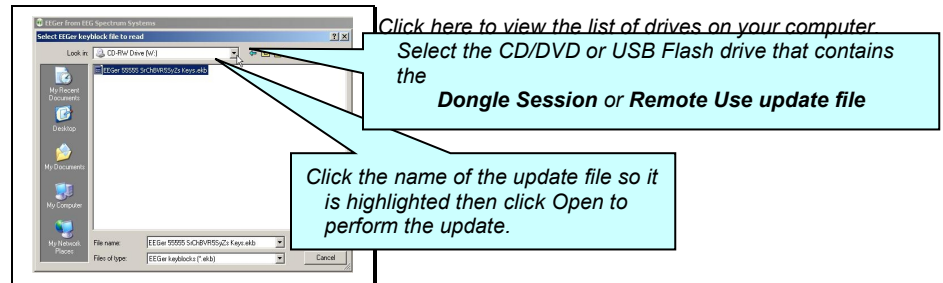 EEGer from EEG Spectrum Systems
Select EEGer keyblock file to read
Look in: CD-RW Drive (W:)
EEGer 55555 SrChBVR5SyZs Keys.ekb
My Recent
Documents
Desktop
My Documents
My Computer
My Network
Places
File name: EEGer 55555 SrChBVR5SyZs Keys.ekb
Files of type: EEGer keyblocks (*.ekb)
Cancel
Click here to view the list of drives on your computer
Select the CD/DVD or USB Flash drive that contains
the
Dongle Session or Remote Use update file
Click the name of the update file so it
is highlighted then click Open to
perform the update.